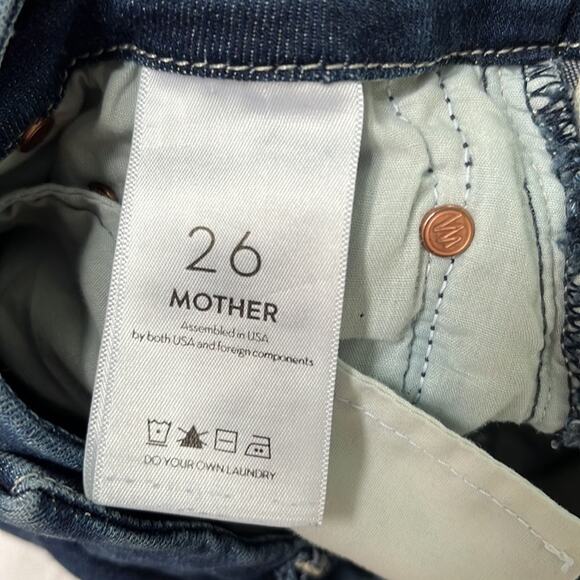 26
MOTHER
Assembled in USA
by both USA and foreign components
DO YOUR OWN LAUNDRY